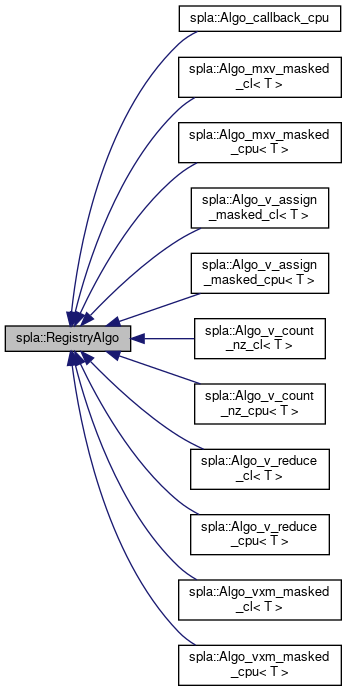 spla::Algo_callback_cpu
spla::Algo_mxv_masked
_cl< T >
spla::Algo_mxv_masked
_cpu< T >
spla::Algo_v_assign
_masked_cl< T >
spla::Algo_v_assign
_masked_cpu< T >
spla::RegistryAlgo
spla::Algo_v_count
_nz_cl< T >
spla::Algo_v_count
_nz_cpu< T >
spla::Algo_v_reduce
_cl< T >
spla::Algo_v_reduce
_cpu< T >
spla::Algo_vxm_masked
_cl< T >
spla::Algo_vxm_masked
_cpu< T >